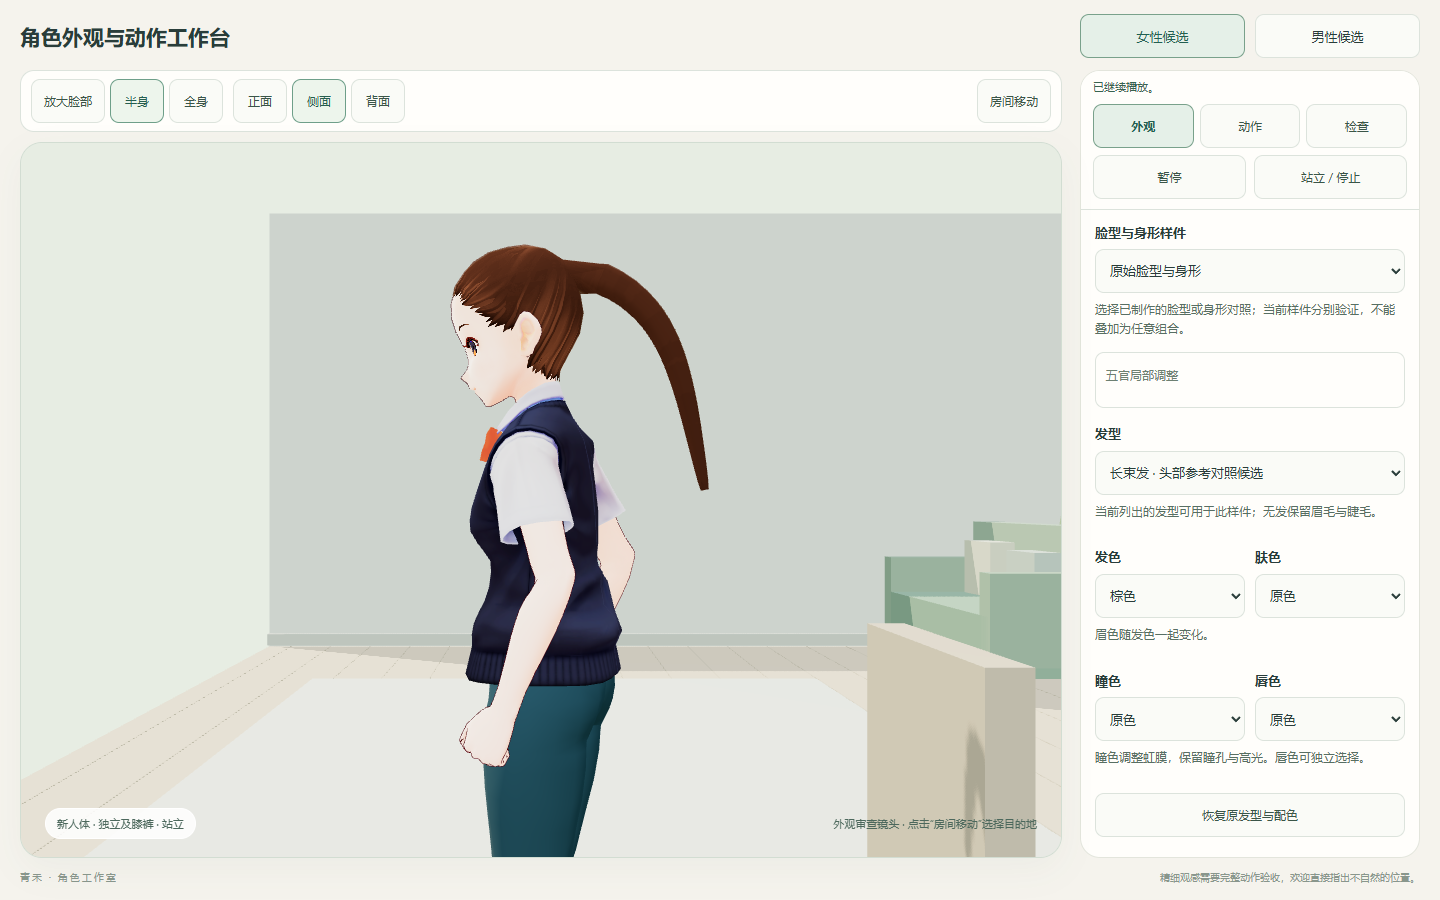 角色外观与动作工作台
女性候选
男性候选
放大脸部
半身
全身
正面
侧面
背面
房间移动
已继续播放。
外观
动作
检查
暂停
站立 / 停止
脸型与身形样件
原始脸型与身形
选择已制作的脸型或身形对照；当前样件分别验证，不能
叠加为任意组合。
五官局部调整
发型
长束发 · 头部参考对照候选
当前列出的发型可用于此样件；无发保留眉毛与睫毛。
发色
肤色
棕色
原色
眉色随发色一起变化。
瞳色
唇色
原色
原色
瞳色调整虹膜，保留瞳孔与高光。唇色可独立选择。
恢复原发型与配色
新人体 · 独立及膝裤 · 站立
外观审查镜头 · 点击“房间移动”选择目的地
青禾 · 角色工作室
精细观感需要完整动作验收，欢迎直接指出不自然的位置。